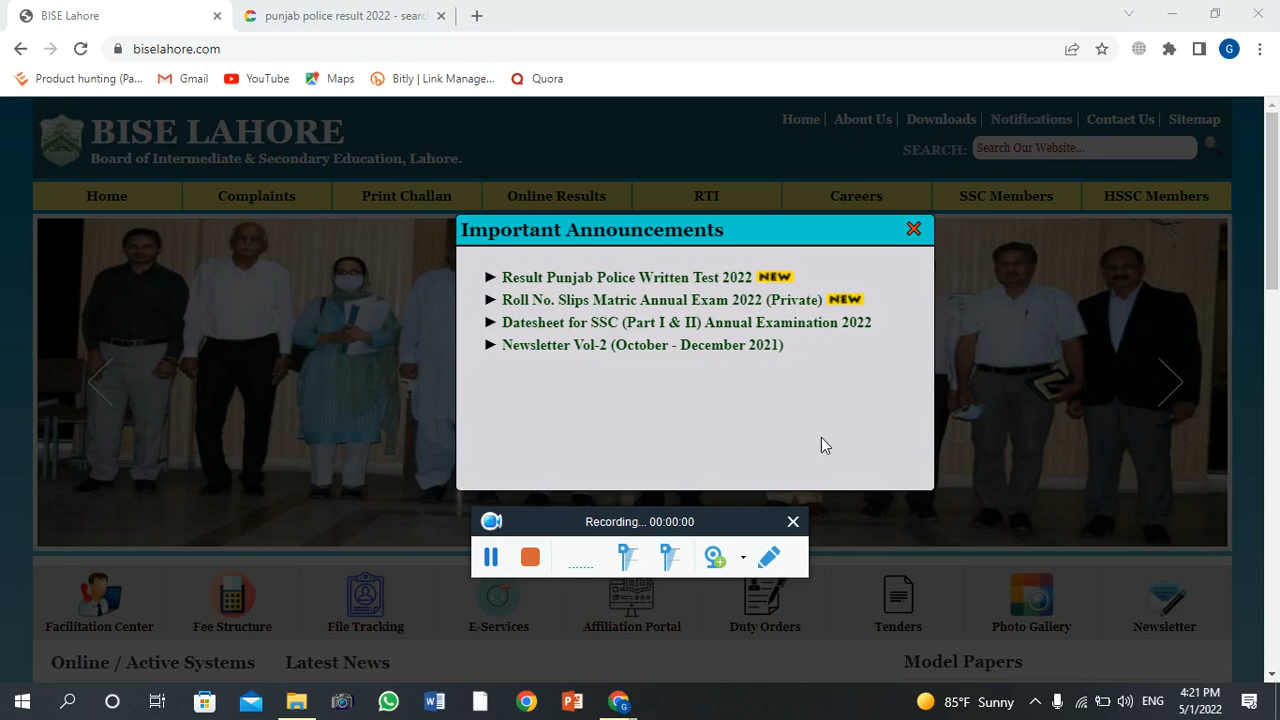 BISE Lahore
punjab police result 2022 - searc
biselahore.com
G
Product hunting (Pa...
Gmail
YouTube
Maps
Bitly | Link Manage...
Quora
BISE LAHORE
Board of Intermediate & Secondary Education, Lahore.
Home | About Us | Downloads | Notifications | Contact Us | Sitemap
SEARCH: Search Our Website...
Home
Complaints
Print Challan
Online Results
RTI
Careers
SSC Members
HSSC Members
Important Announcements
Result Punjab Police Written Test 2022 NEW
Roll No. Slips Matric Annual Exam 2022 (Private) NEW
Datesheet for SSC (Part I & II) Annual Examination 2022
Newsletter Vol-2 (October - December 2021)
Recording... 00:00:00
Facilitation Center
Fee Structure
File Tracking
E-Services
Affiliation Portal
Duty Orders
Tenders
Photo Gallery
Newsletter
Online / Active Systems
Latest News
Model Papers
85°F Sunny
ENG
4:21 PM
5/1/2022